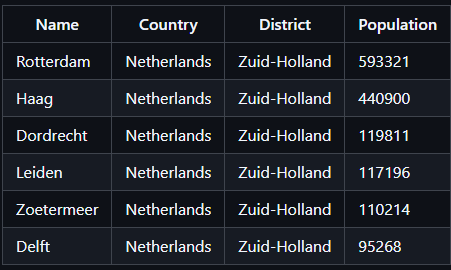 Name Country District Population
Rotterdam Netherlands Zuid-Holland 593321
Haag Netherlands Zuid-Holland 440900
Dordrecht Netherlands Zuid-Holland 119811
Leiden Netherlands Zuid-Holland 117196
Zoetermeer Netherlands Zuid-Holland 110214
Delft Netherlands Zuid-Holland 95268